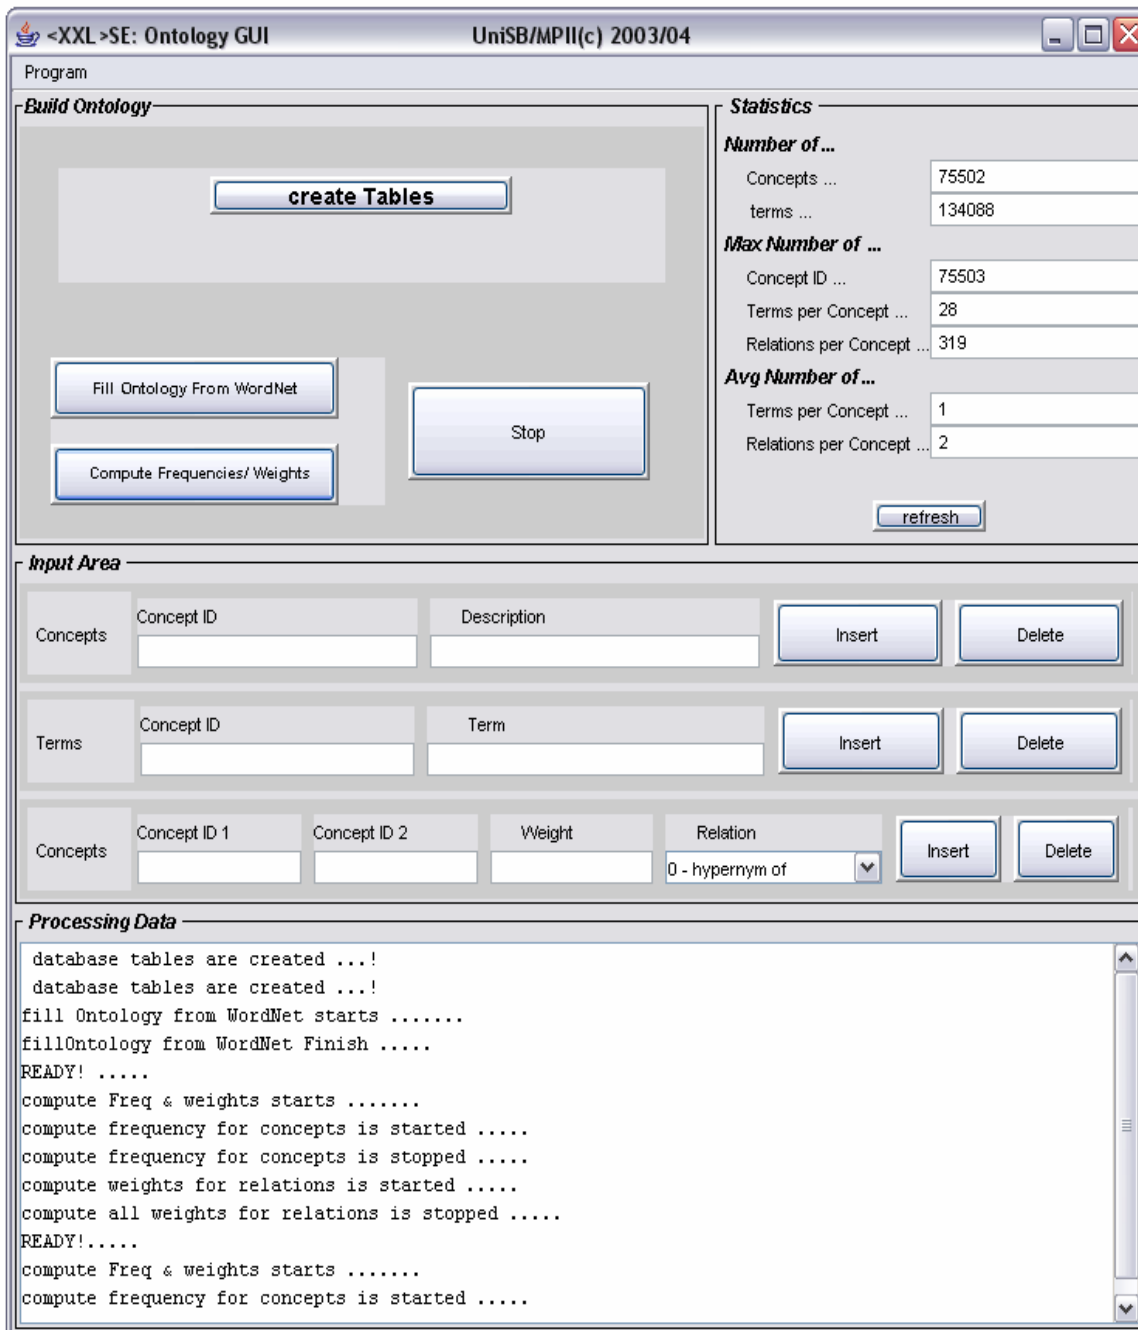 <XXL>SE: Ontology GUI UniSB/MPII(c) 2003/04
Program
Build Ontology
create Tables
Fill Ontology From WordNet
Compute Frequencies/ Weights
Stop
Statistics
Number of...
Concepts ... 75502
terms ... 134088
Max Number of ...
Concept ID ... 75503
Terms per Concept ... 28
Relations per Concept ... 319
Avg Number of...
Terms per Concept ... 1
Relations per Concept ... 2
refresh
Input Area
Concepts Concept ID Description Insert Delete
Terms Concept ID Term Insert Delete
Concepts Concept ID 1 Concept ID 2 Weight Relation 0 - hypernym of Insert Delete
Processing Data
database tables are created ...!
database tables are created ...!
fill Ontology from WordNet starts .......
fillOntology from WordNet Finish .....
READY! .....
compute Freq & weights starts .......
compute frequency for concepts is started .....
compute frequency for concepts is stopped .....
compute weights for relations is started .....
compute all weights for relations is stopped .....
READY!.....
compute Freq & weights starts .......
compute frequency for concepts is started .....